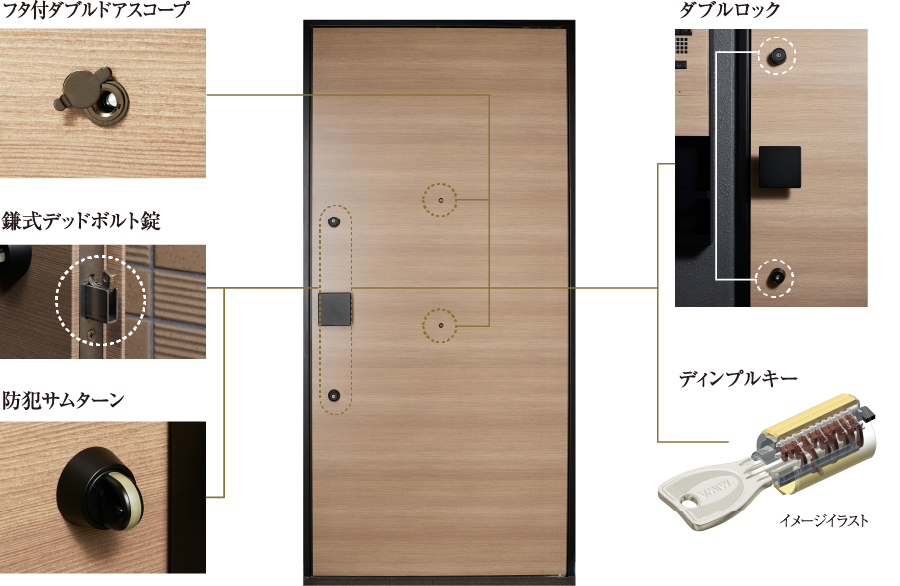 フタ付ダブルドアスコープ
ダブルロック
鎌式デッドボルト錠
防犯サムターン
ディンプルキー
MIWA
イメージイラスト